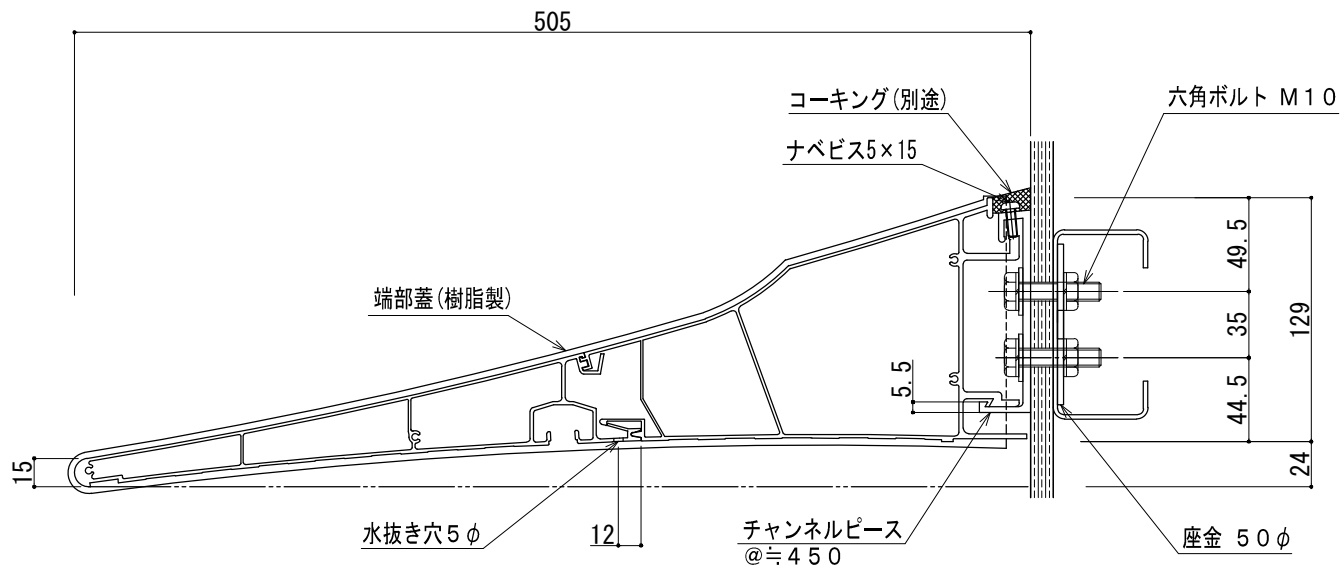 505
コーキング(別途)
六角ボルト M10
ナベビス5×15
端部蓋(樹脂製)
49.5
35
129
5.5
44.5
15
24
水抜き穴5φ
12
チャンネルピース
@≒450
座金 50φ